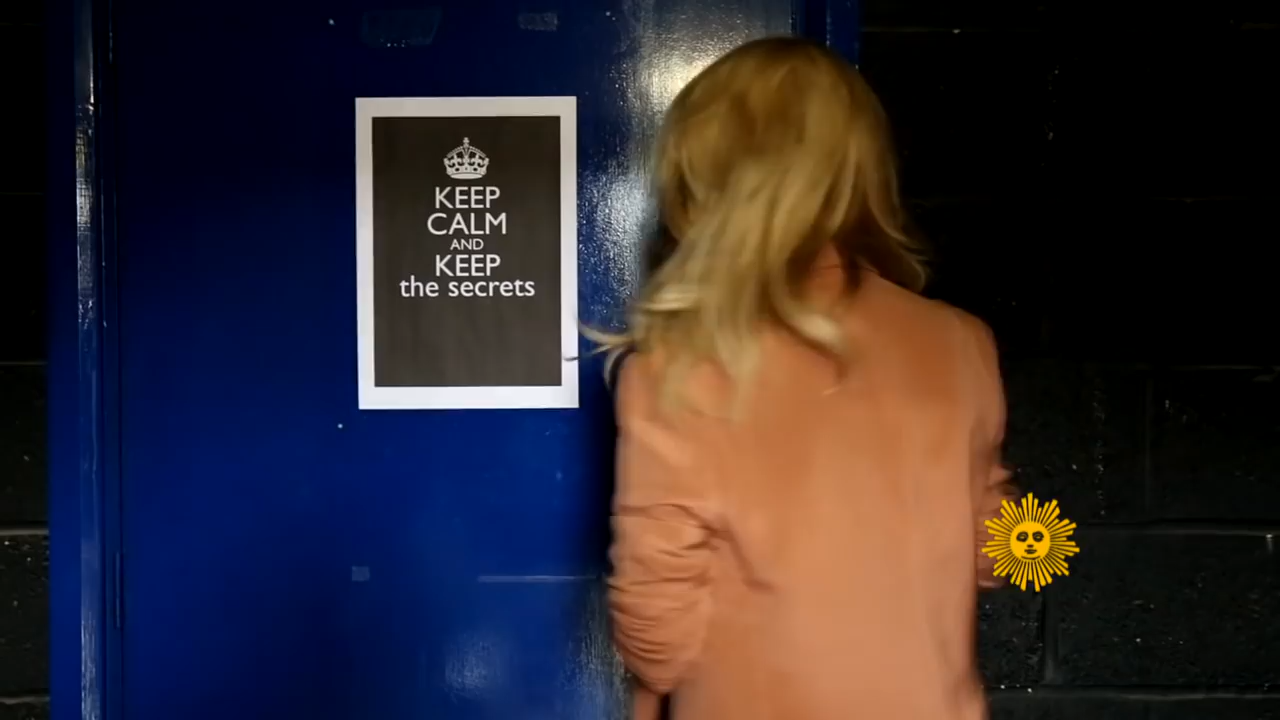 KEEP
CALM
AND
KEEP
the secrets